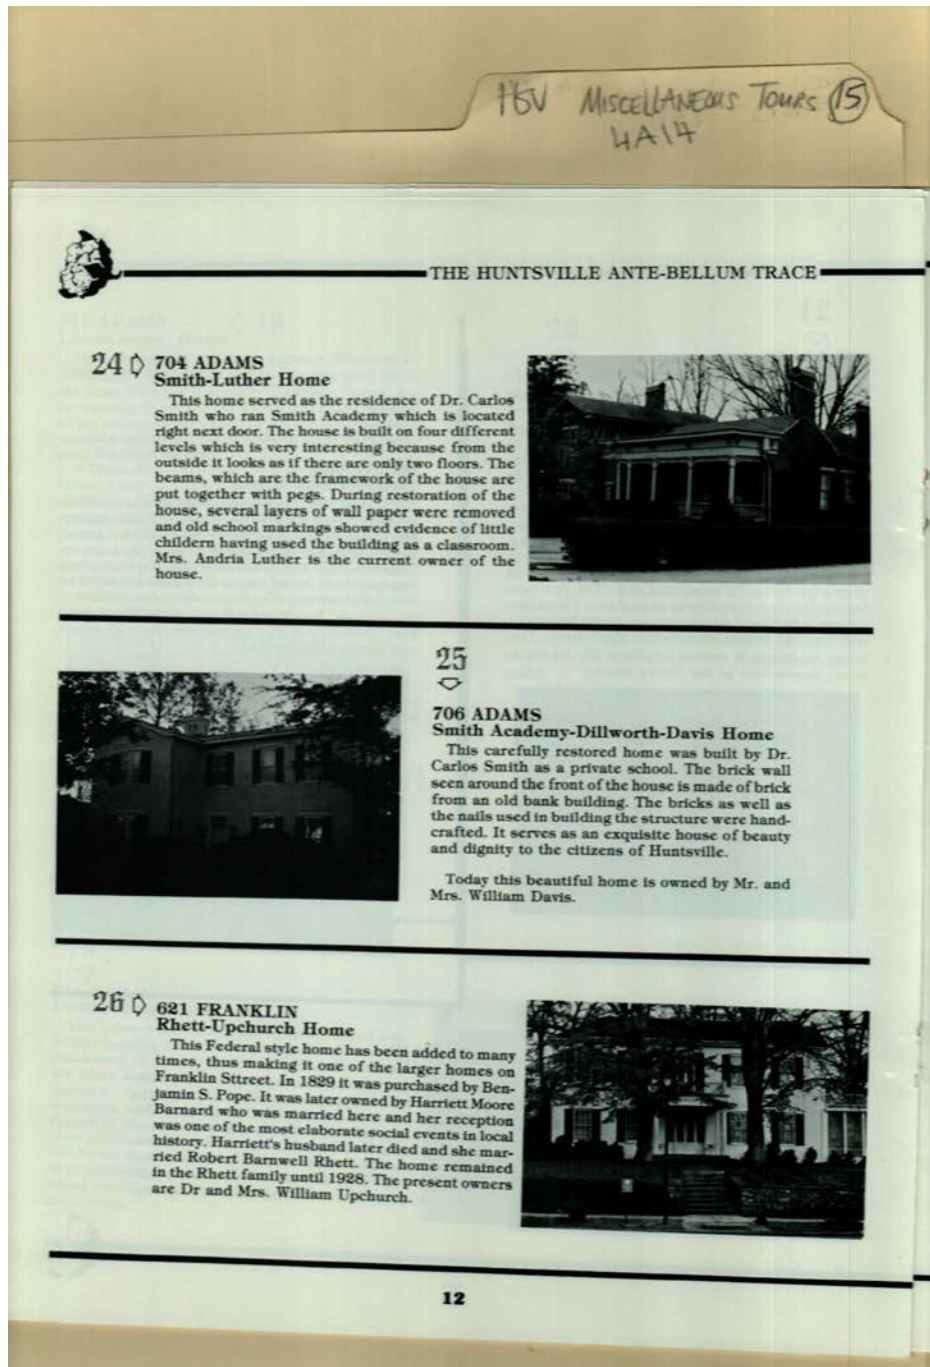 HSV MISCELLANEOUS TOURS 15
4A14
THE HUNTSVILLE ANTE-BELLUM TRACE
24 704 ADAMS
Smith-Luther Home
This home served as the residence of Dr. Carlos
Smith who ran Smith Academy which is located
right next door. The house is built on four different
levels which is very interesting because from the
outside it looks as if there are only two floors. The
beams, which are the framework of the house are
put together with pegs. During restoration of the
house, several layers of wall paper were removed
and old school markings showed evidence of little
childern having used the building as a classroom.
Mrs. Andria Luther is the current owner of the
house.
25
706 ADAMS
Smith Academy-Dillworth-Davis Home
This carefully restored home was built by Dr.
Carlos Smith as a private school. The brick wall
seen around the front of the house is made of brick
from an old bank building. The bricks as well as
the nails used in building the structure were hand-
crafted. It serves as an exquisite house of beauty
and dignity to the citizens of Huntsville.
Today this beautiful home is owned by Mr. and
Mrs. William Davis.
26 621 FRANKLIN
Rhett-Upchurch Home
This Federal style home has been added to many
times, thus making it one of the larger homes on
Franklin Sttreet. In 1829 it was purchased by Ben-
jamin S. Pope. It was later owned by Harriett Moore
Barnard who was married here and her reception
was one of the most elaborate social events in local
history. Harriett's husband later died and she mar-
ried Robert Barnwell Rhett. The home remained
in the Rhett family until 1928. The present owners
are Dr and Mrs. William Upchurch.
12